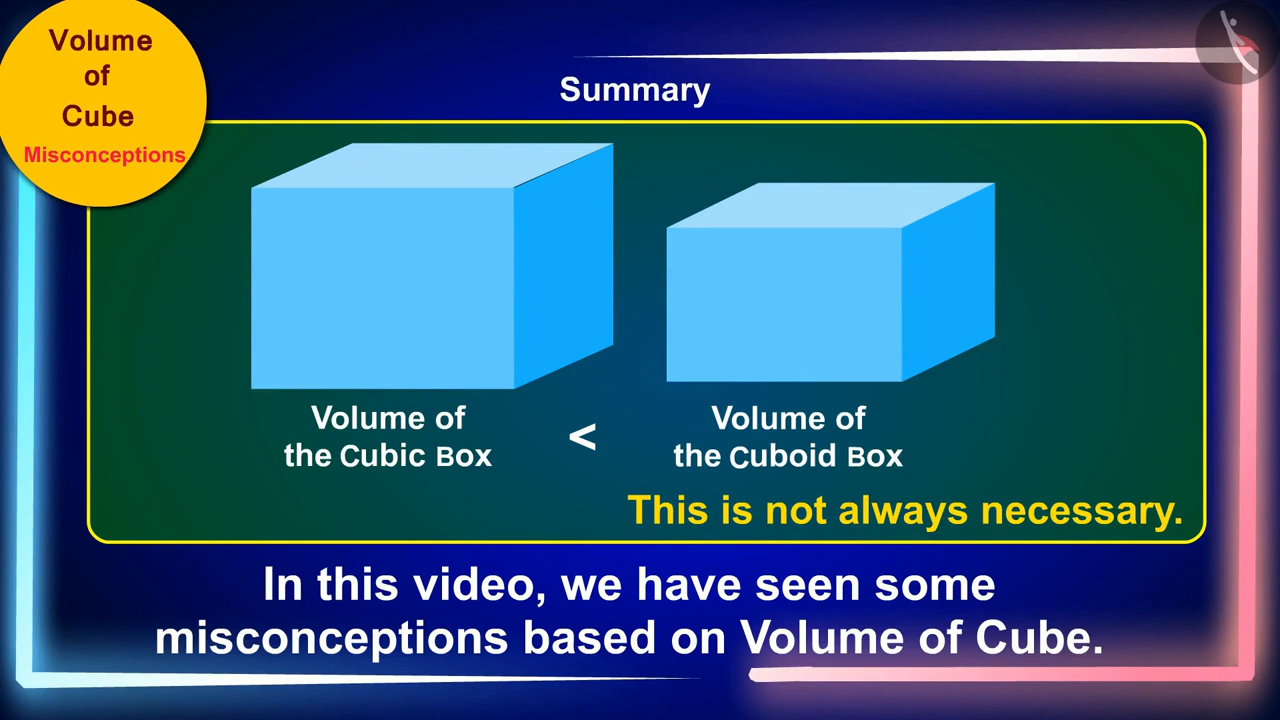 Volume
of
Cube
Misconceptions
Summary
Volume of
the Cubic Box
<
Volume of
the Cuboid Box
This is not always necessary.
In this video, we have seen some
misconceptions based on Volume of Cube.